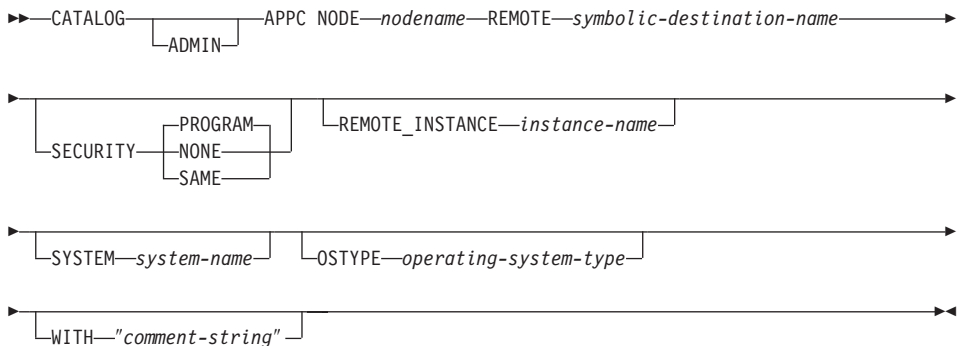 CATALOG ADMIN APPC NODE nodename REMOTE symbolic-destination-name
SECURITY PROGRAM NONE SAME REMOTE_INSTANCE instance-name
SYSTEM system-name OSTYPE operating-system-type
WITH "comment-string"